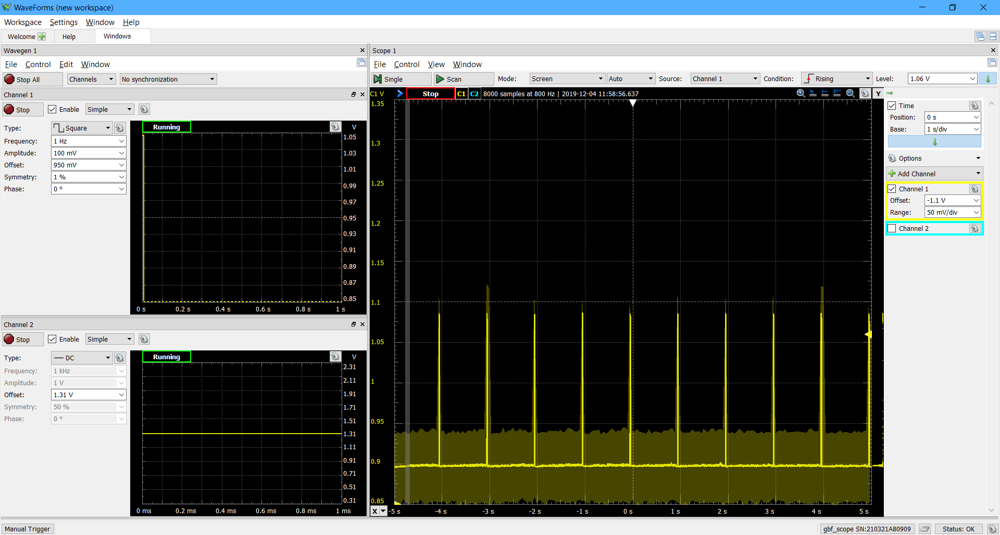 WaveForms (new workspace)
Workspace Settings Window Help
Welcome Help Windows
Wavegen 1
File Control Edit Window
Stop All Channels No synchronization
Channel 1
Stop Enable Simple
Type: Square
Frequency: 1 Hz
Amplitude: 100 mV
Offset: 950 mV
Symmetry: 1 %
Phase: 0 º
Running V
1.05
1.03
1.01
0.99
0.97
0.95
0.93
0.91
0.89
0.87
0.85
0 s 0.2 s 0.4 s 0.6 s 0.8 s 1 s
Channel 2
Stop Enable Simple
Type: DC
Frequency: 1 kHz
Amplitude: 1 V
Offset: 1.31 V
Symmetry: 50 %
Phase: 0 º
Running V
2.31
2.11
1.91
1.71
1.51
1.31
1.11
0.91
0.71
0.51
0.31
0 ms 0.2 ms 0.4 ms 0.6 ms 0.8 ms 1 ms
Scope 1
File Control View Window
Single Scan Mode: Screen Auto Source: Channel 1 Condition: Rising Level: 1.06 V
C1 V Stop C1 C2 8000 samples at 800 Hz | 2019-12-04 11:58:56.637 Y
1.35
1.3
1.25
1.2
1.15
1.1
1.05
1
0.95
0.9
0.85
X -5 s -4 s -3 s -2 s -1 s 0 s 1 s 2 s 3 s 4 s 5 s
Time
Position: 0 s
Base: 1 s/div
Options
Add Channel
Channel 1
Offset: -1.1 V
Range: 50 mV/div
Channel 2
Manual Trigger gbf_scope SN:210321A80909 Status: OK